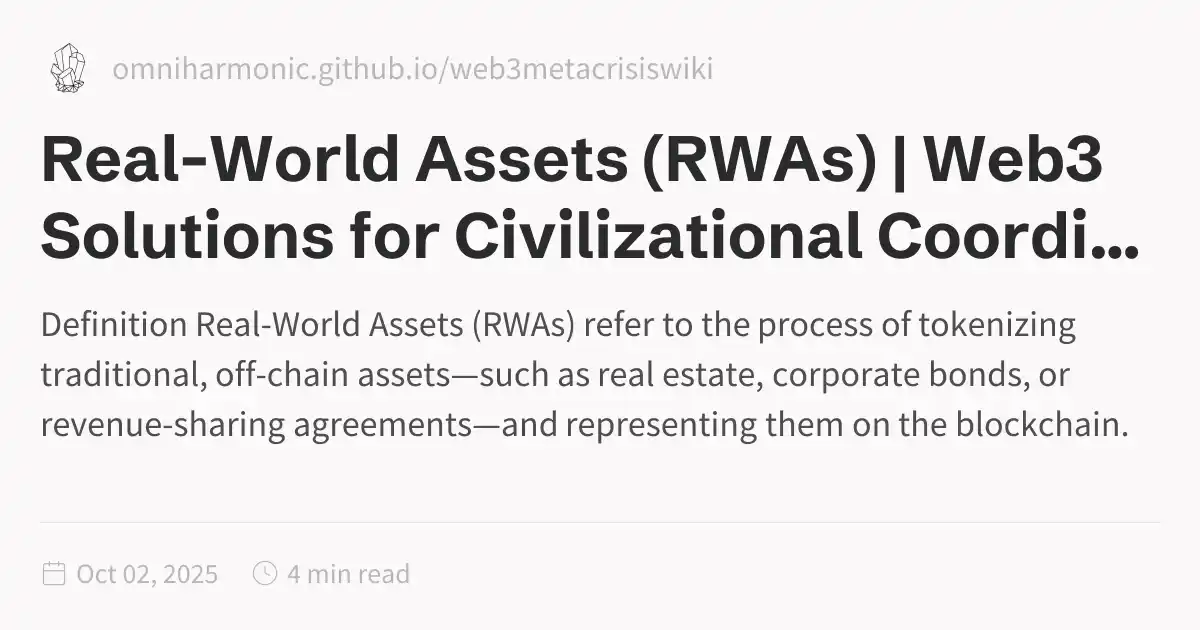 omniharmonic.github.io/web3metacrisiswiki
Real-World Assets (RWAs) | Web3
Solutions for Civilizational Coordi...
Definition Real-World Assets (RWAs) refer to the process of tokenizing
traditional, off-chain assets—such as real estate, corporate bonds, or
revenue-sharing agreements—and representing them on the blockchain.
Oct 02, 2025 4 min read